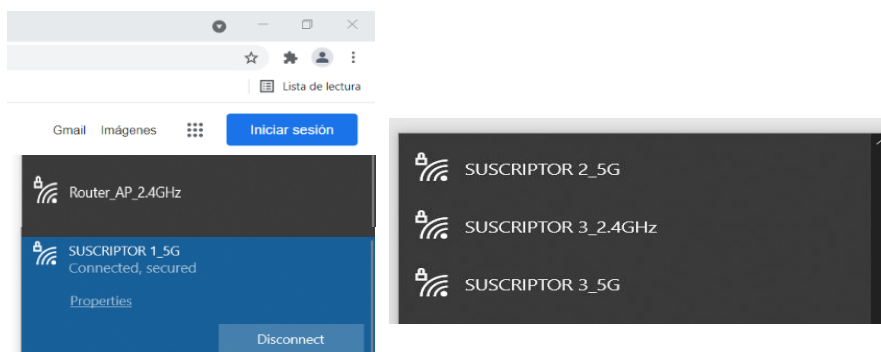 Lista de lectura
Gmail Imágenes Iniciar sesión
Router_AP_2.4GHz
SUSCRIPTOR 1_5G
Connected, secured
Properties
Disconnect
SUSCRIPTOR 2_5G
SUSCRIPTOR 3_2.4GHz
SUSCRIPTOR 3_5G